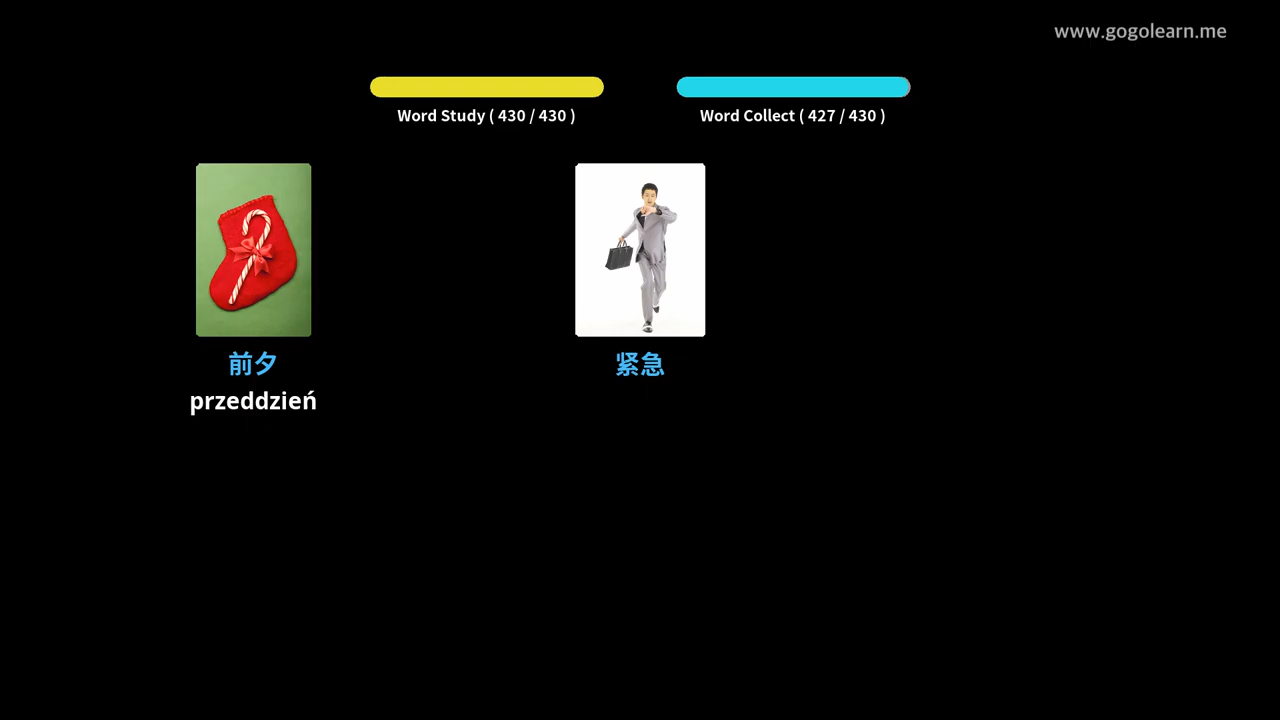 www.gogolearn.me
Word Study ( 430 / 430 )
Word Collect ( 427 / 430 )
前夕
紧急
przeddzień